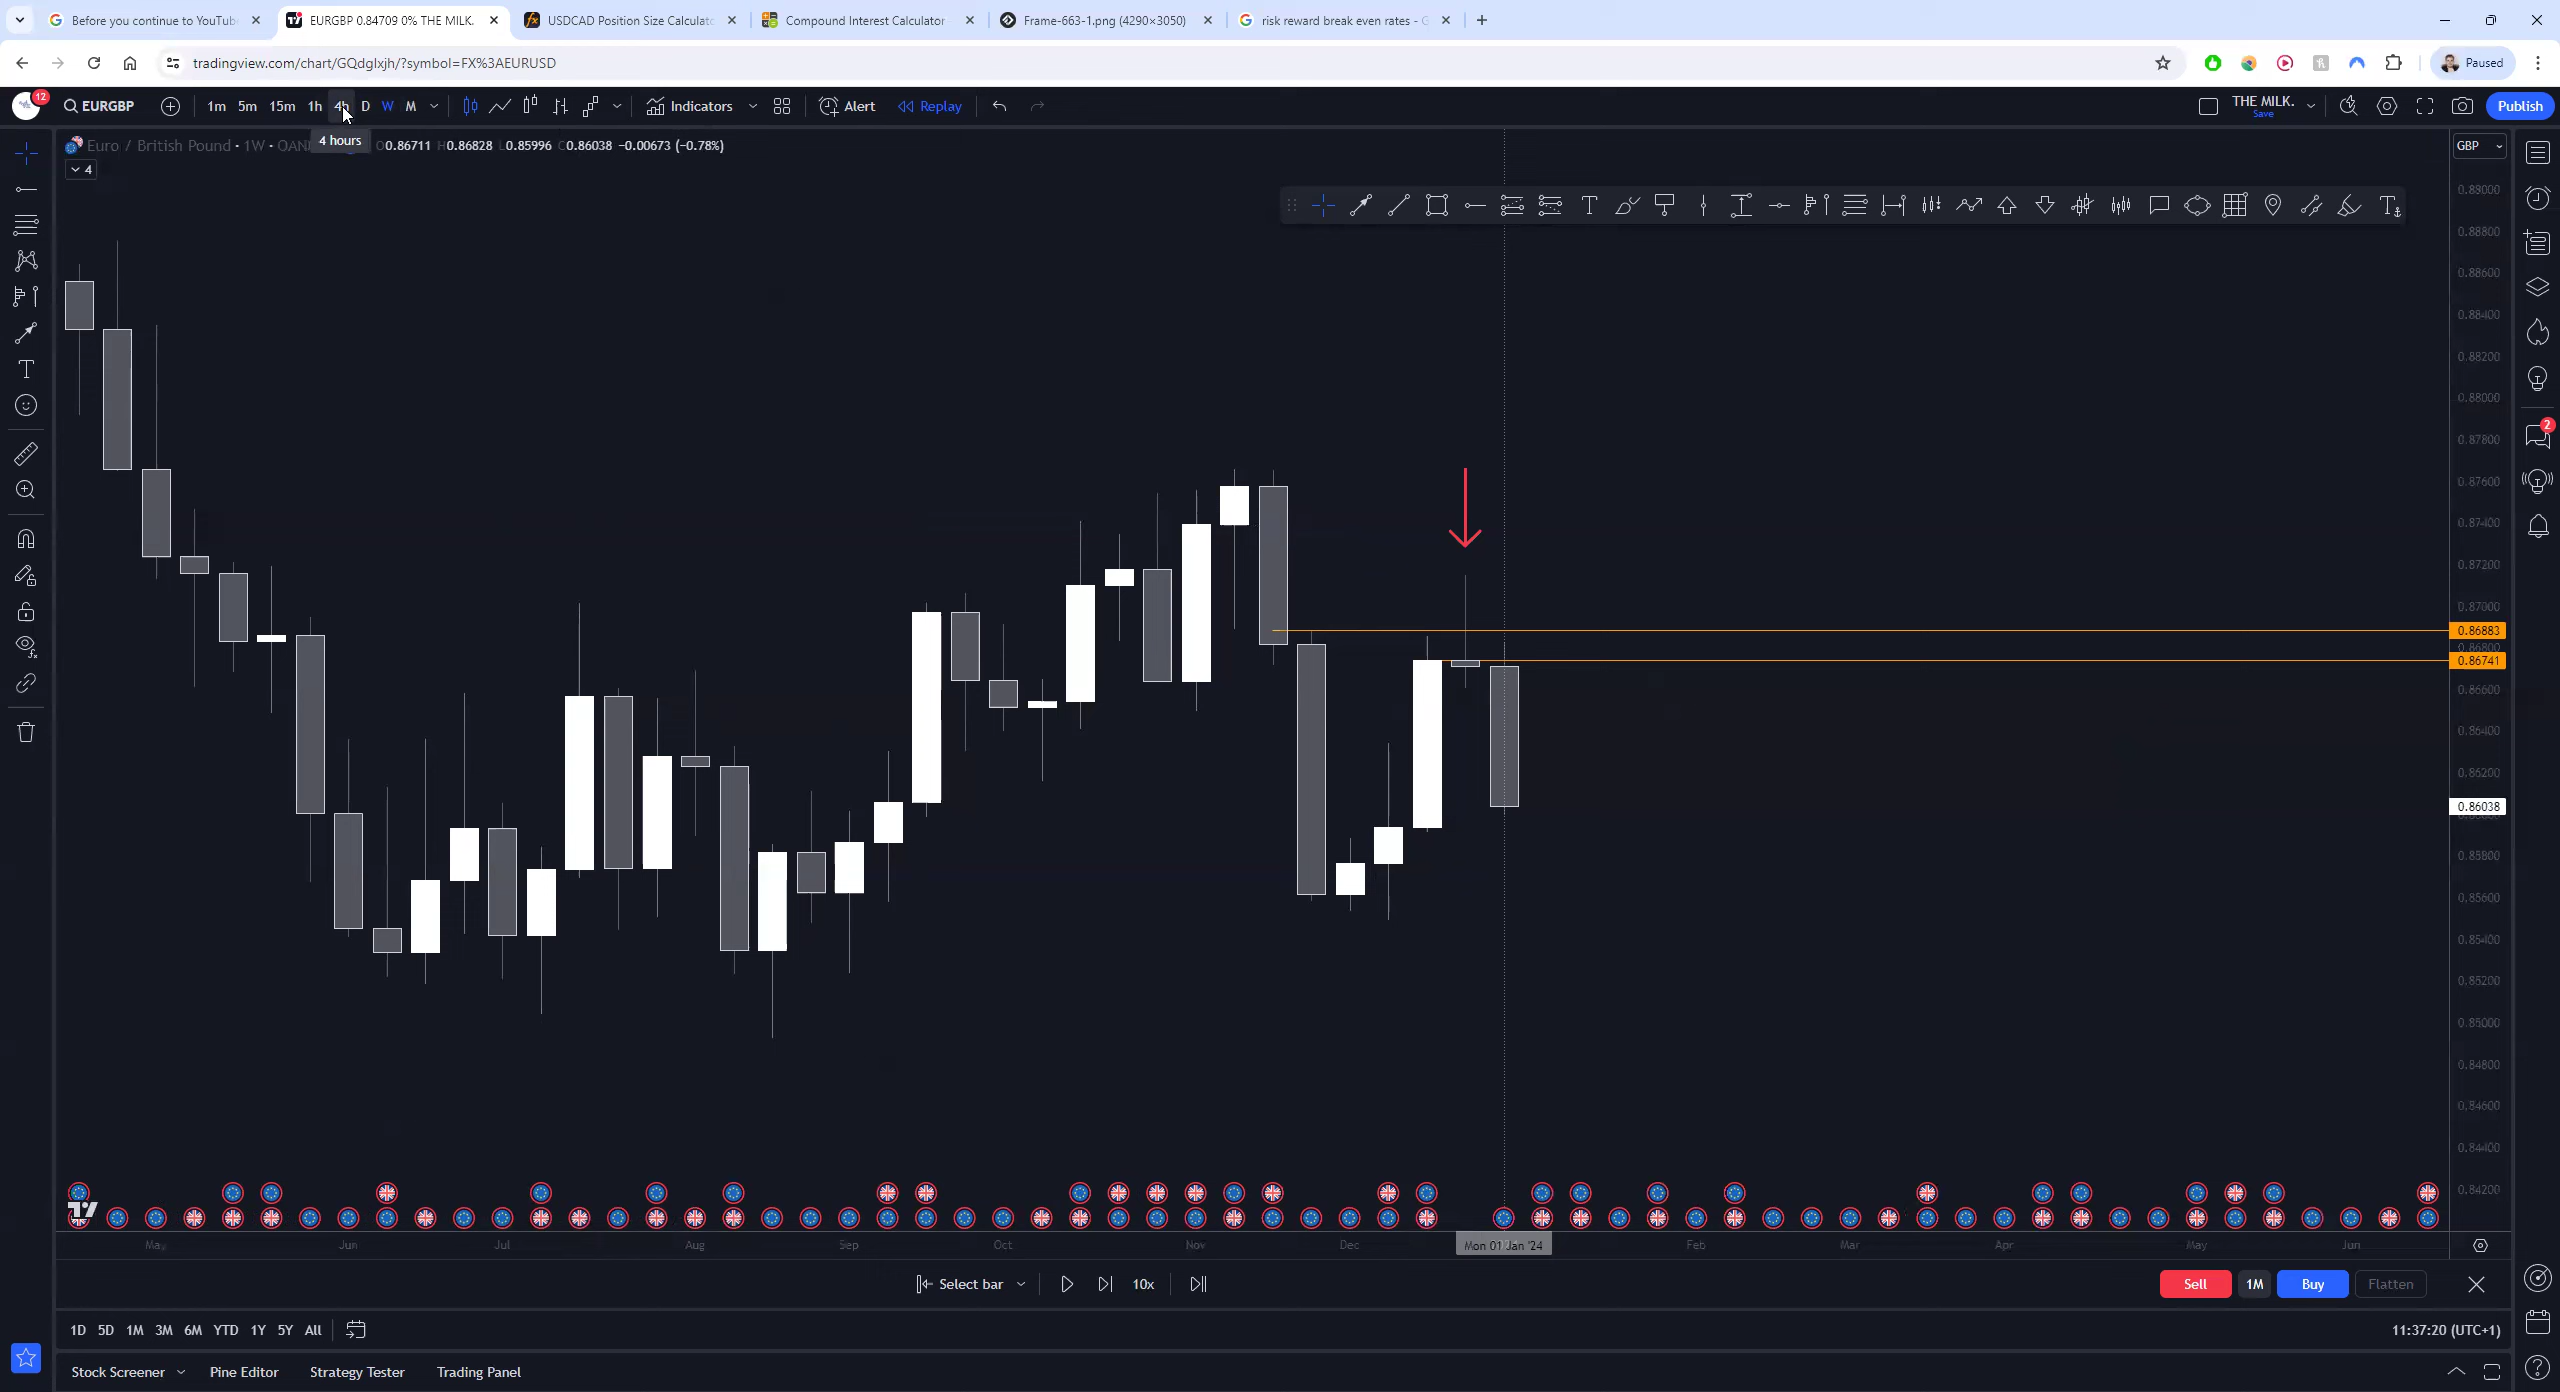 Before you continue to YouTub
EURGBP 0.84709 0% THE MILK.
USDCAD Position Size Calculato
Compound Interest Calculator
Frame-663-1.png (4290×3050)
risk reward break even rates - G
tradingview.com/chart/GQdglxjh/?symbol=FX%3AEURUSD
Paused
12
EURGBP
1m 5m 15m 1h 4h D W M
Indicators
Alert
Replay
THE MILK.
Save
Publish
4 hours
Euro / British Pound · 1W · OAN
O0.86711 H0.86828 L0.85996 C0.86038 −0.00673 (−0.78%)
4
GBP
0.89000
0.88800
0.88600
0.88400
0.88200
0.88000
0.87800
0.87600
0.87400
0.87200
0.87000
0.86883
0.86800
0.86741
0.86600
0.86400
0.86200
0.86038
0.85800
0.85600
0.85400
0.85200
0.85000
0.84800
0.84600
0.84400
0.84200
2
May Jun Jul Aug Sep Oct Nov Dec Mon 01 Jan '24 Feb Mar Apr May Jun
Select bar
10x
Sell 1M Buy Flatten
1D 5D 1M 3M 6M YTD 1Y 5Y All
11:37:20 (UTC+1)
Stock Screener Pine Editor Strategy Tester Trading Panel